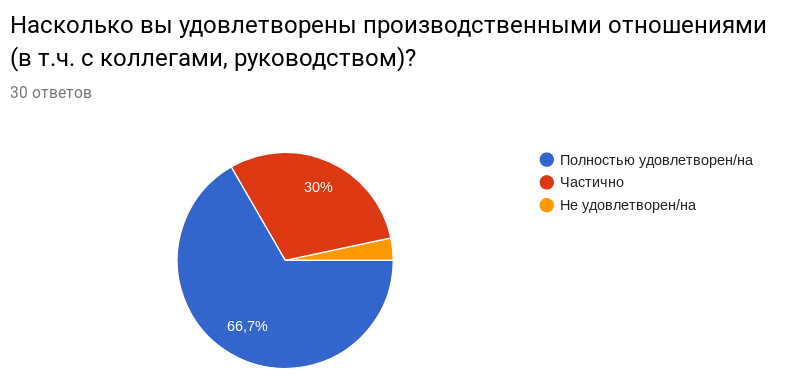 Насколько вы удовлетворены производственными отношениями
(в т.ч. с коллегами, руководством)?
30 ответов
30%
66,7%
Полностью удовлетворен/на
Частично
Не удовлетворен/на